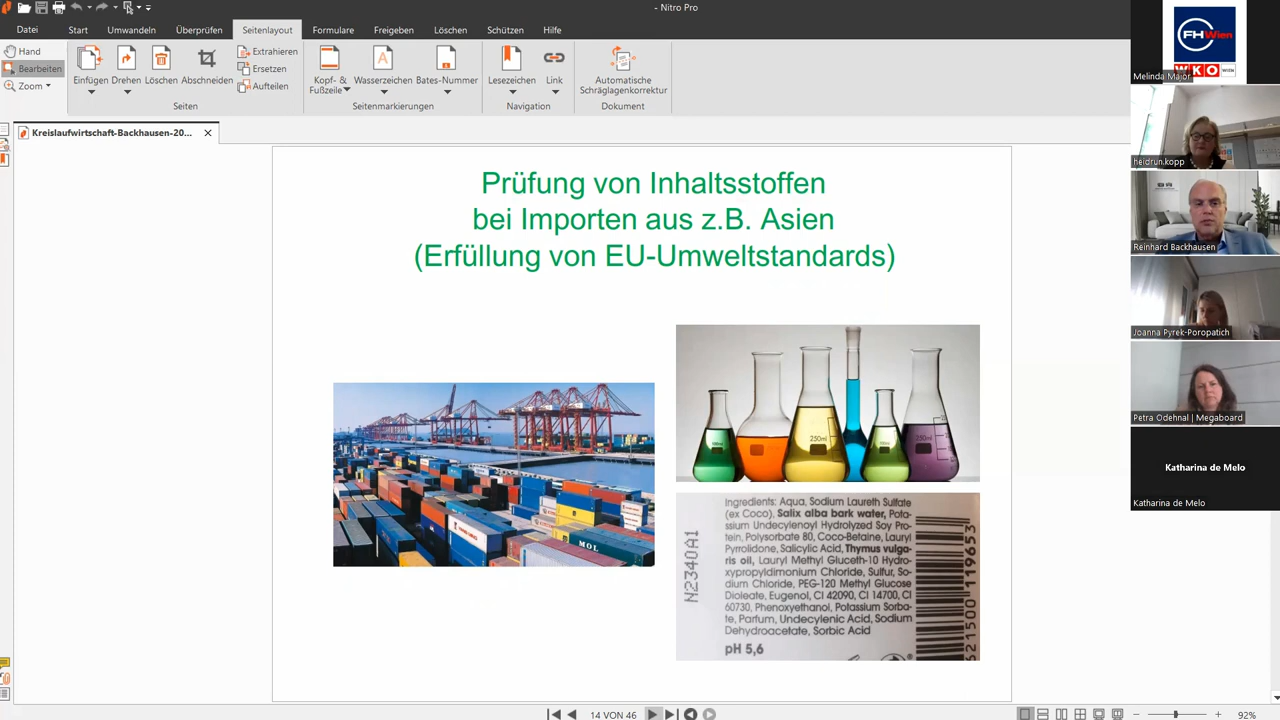 - Nitro Pro
Datei
Start
Umwandeln
Überprüfen
Seitenlayout
Formulare
Freigeben
Löschen
Schützen
Hilfe
Hand
Bearbeiten
Zoom
Einfügen
Drehen
Löschen
Abschneiden
Extrahieren
Ersetzen
Aufteilen
Seiten
Kopf- &
Fußzeile
Wasserzeichen
Bates-Nummer
Seitenmarkierungen
Lesezeichen
Link
Navigation
Automatische
Schräglagenkorrektur
Dokument
Kreislaufwirtschaft-Backhausen-20...
Prüfung von Inhaltsstoffen
bei Importen aus z.B. Asien
(Erfüllung von EU-Umweltstandards)
MOL
250ml
Ingredients: Aqua, Sodium Laureth Sulfate
(ex Coco), Salix alba bark water, Pota-
ssium Undecylenoyl Hydrolyzed Soy Pro-
tein, Polysorbate 80, Coco-Betaine, Lauryl
Pyrrolidone, Salicylic Acid, Thymus vulga-
ris oil, Lauryl Methyl Gluceth-10 Hydro-
xypropyldimonium Chloride, Sulfur, So-
dium Chloride, PEG-120 Methyl Glucose
Dioleate, Eugenol, CI 42090, CI 14700, CI
60730, Phenoxyethanol, Potassium Sorba-
te, Parfum, Undecylenic Acid, Sodium
Dehydroacetate, Sorbic Acid
pH 5,6
N2340A1
621500 119653
14 VON 46
92%
FHWien
WKO WIEN
Melinda Major
heidrun.kopp
Reinhard Backhausen
Joanna Pyrek-Poropatich
Petra Odehnal | Megaboard
Katharina de Melo
Katharina de Melo